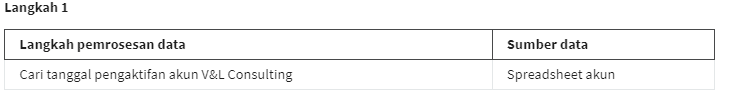 Langkah 1
Langkah pemrosesan data
Sumber data
Cari tanggal pengaktifan akun V&L Consulting
Spreadsheet akun